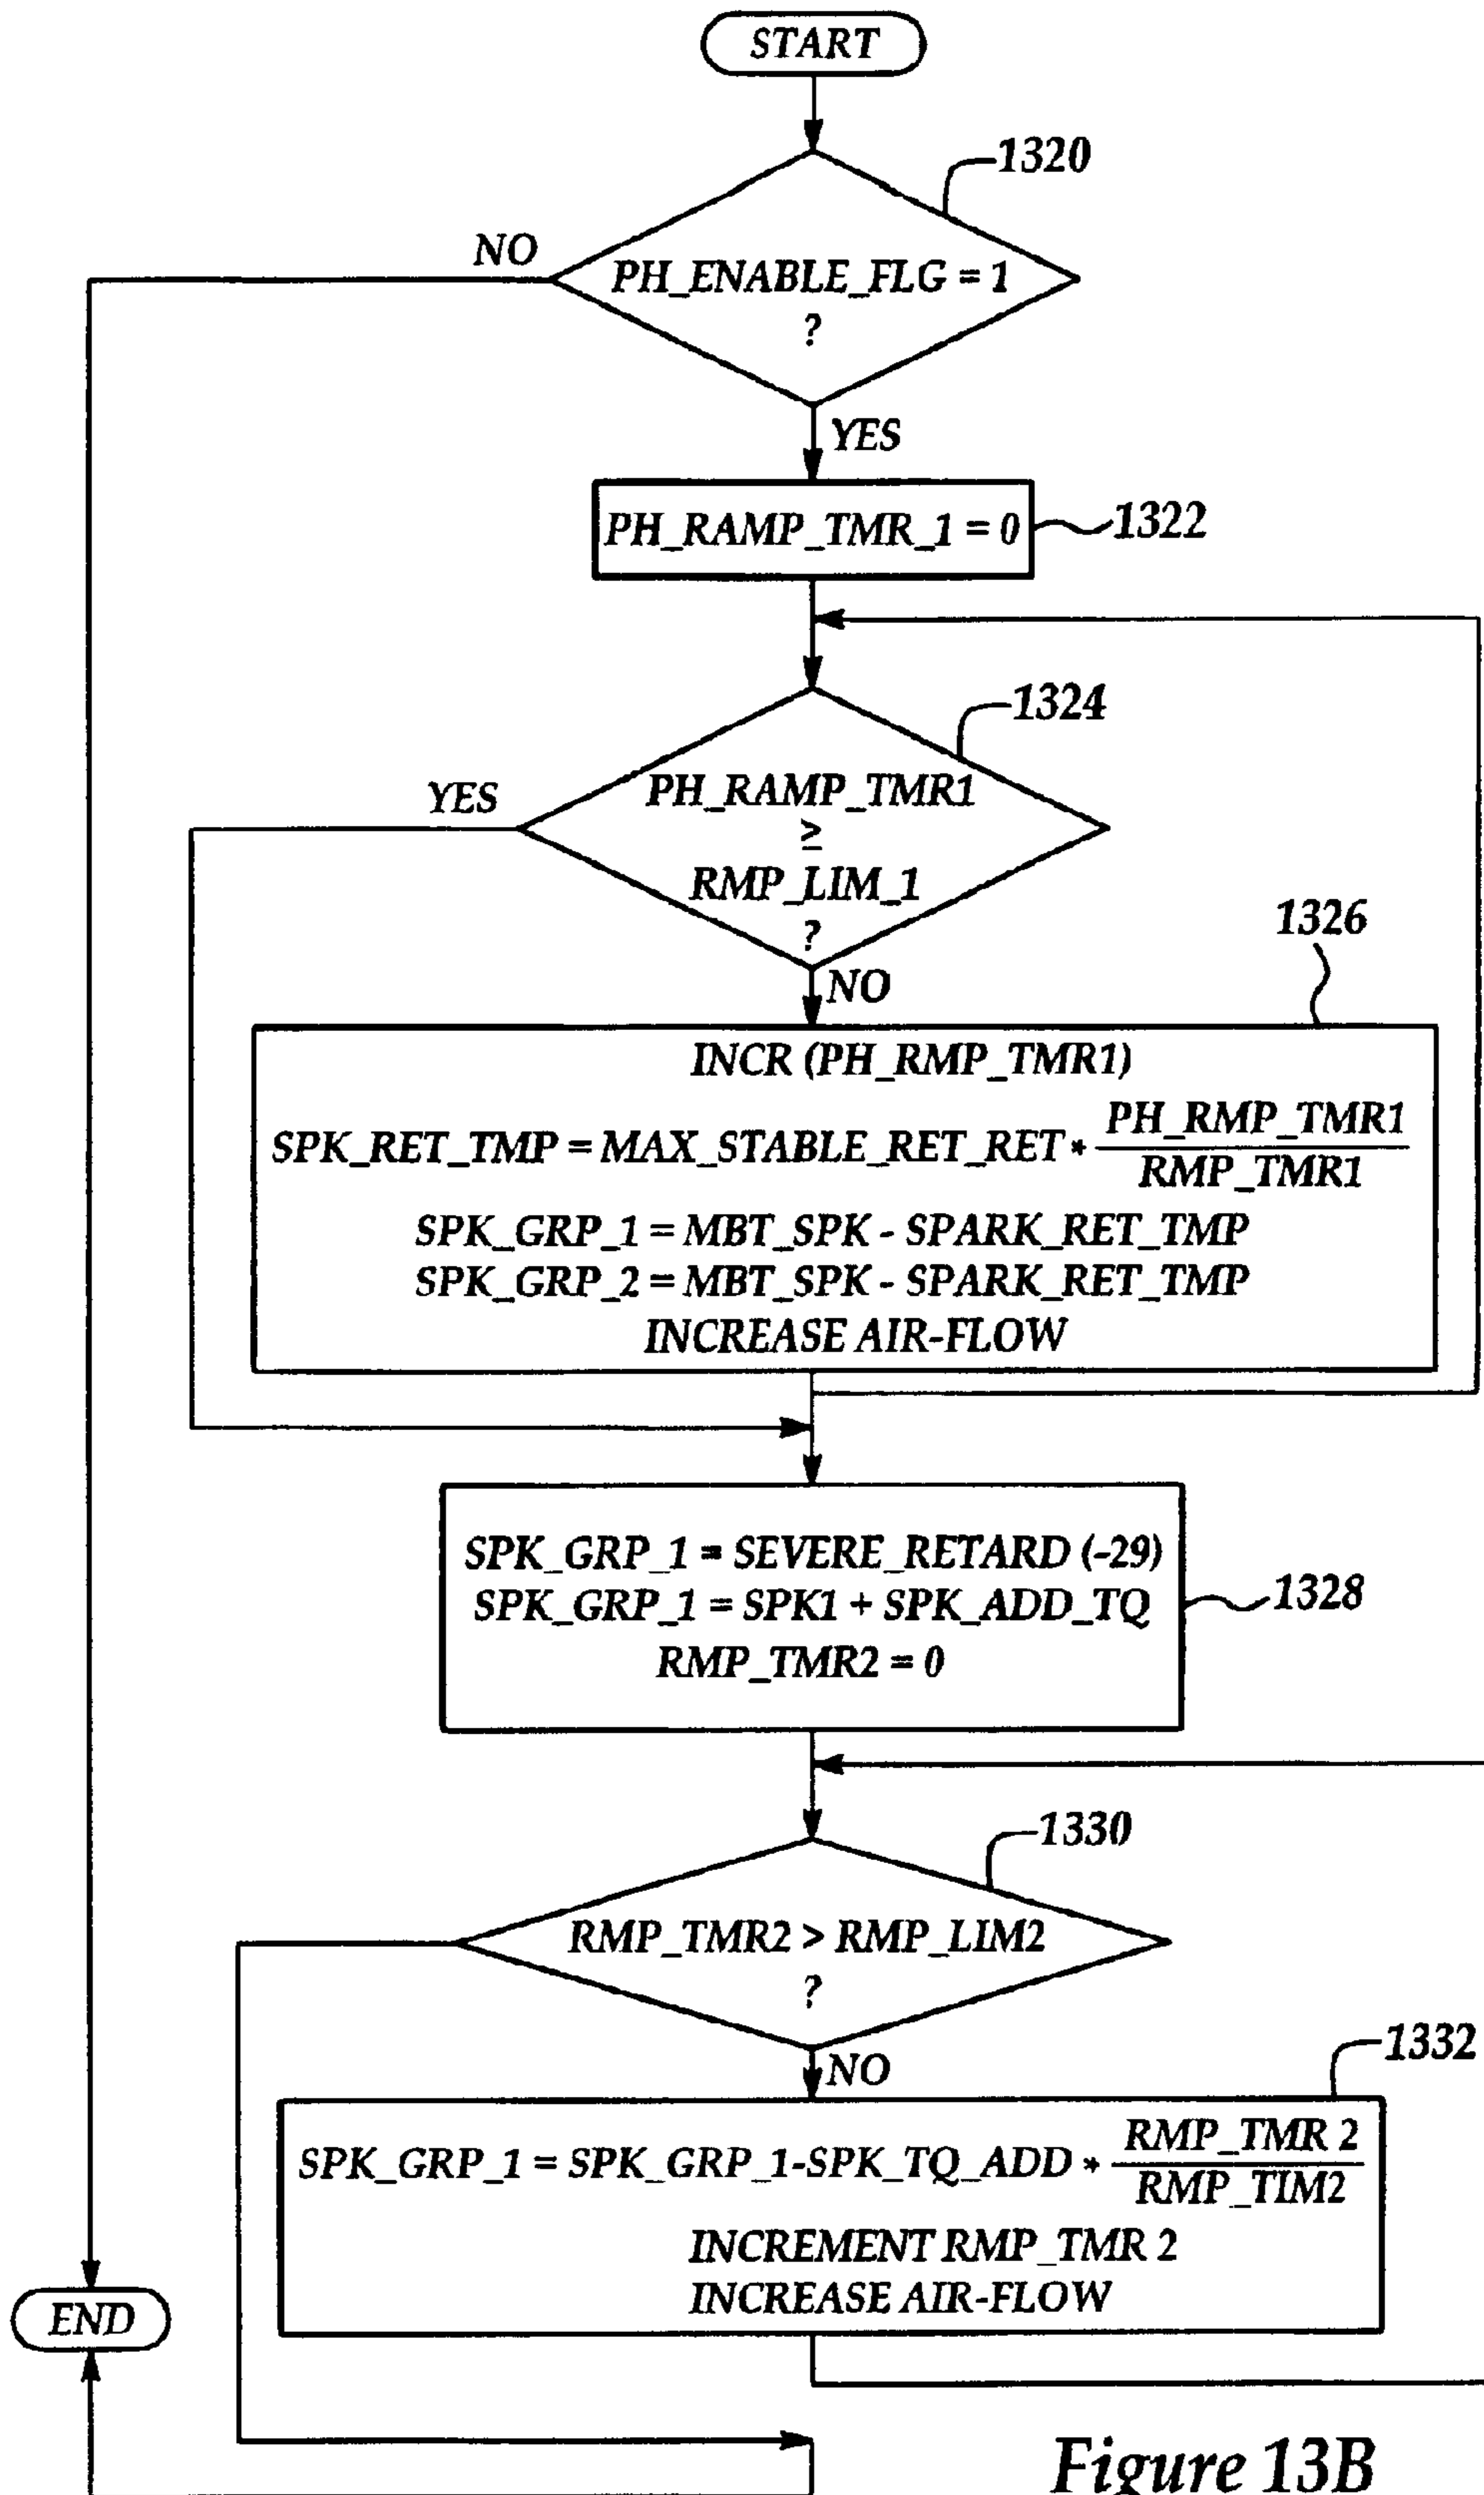 START
1320
NO
PH_ENABLE_FLG = 1
?
YES
PH_RAMP_TMR_1 = 0
1322
1324
YES
PH_RAMP_TMR1
≥
RMP_LIM_1
?
1326
NO
INCR (PH_RMP_TMR1)
SPK_RET_TMP = MAX_STABLE_RET_RET * PH_RMP_TMR1 / RMP_TMR1
SPK_GRP_1 = MBT_SPK - SPARK_RET_TMP
SPK_GRP_2 = MBT_SPK - SPARK_RET_TMP
INCREASE AIR-FLOW
SPK_GRP_1 = SEVERE_RETARD (-29)
SPK_GRP_1 = SPK1 + SPK_ADD_TQ
1328
RMP_TMR2 = 0
1330
RMP_TMR2 > RMP_LIM2
?
1332
NO
SPK_GRP_1 = SPK_GRP_1-SPK_TQ_ADD * RMP_TMR 2 / RMP_TIM2
INCREMENT RMP_TMR 2
INCREASE AIR-FLOW
END
Figure 13B